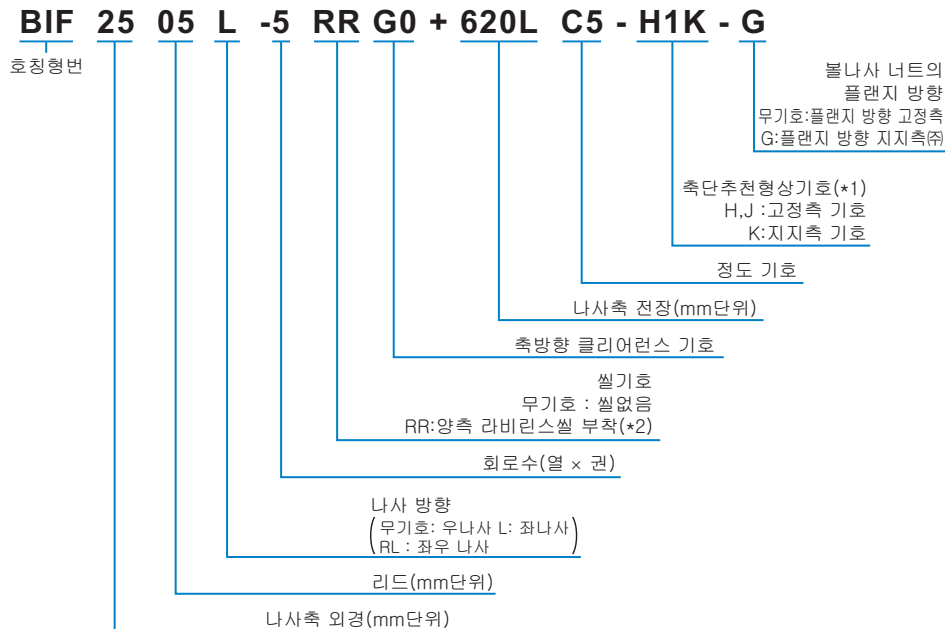 BIF 25 05 L -5 RR G0 + 620L C5 - H1K - G
호칭형번
볼나사 너트의
플랜지 방향
무기호:플랜지 방향 고정측
G:플랜지 방향 지지측㈜
축단추천형상기호(*1)
H,J :고정측 기호
K:지지측 기호
정도 기호
나사축 전장(mm단위)
축방향 클리어런스 기호
씰기호
무기호 : 씰없음
RR:양측 라비린스씰 부착(*2)
회로수(열 × 권)
나사 방향
(무기호: 우나사 L: 좌나사
RL : 좌우 나사)
리드(mm단위)
나사축 외경(mm단위)